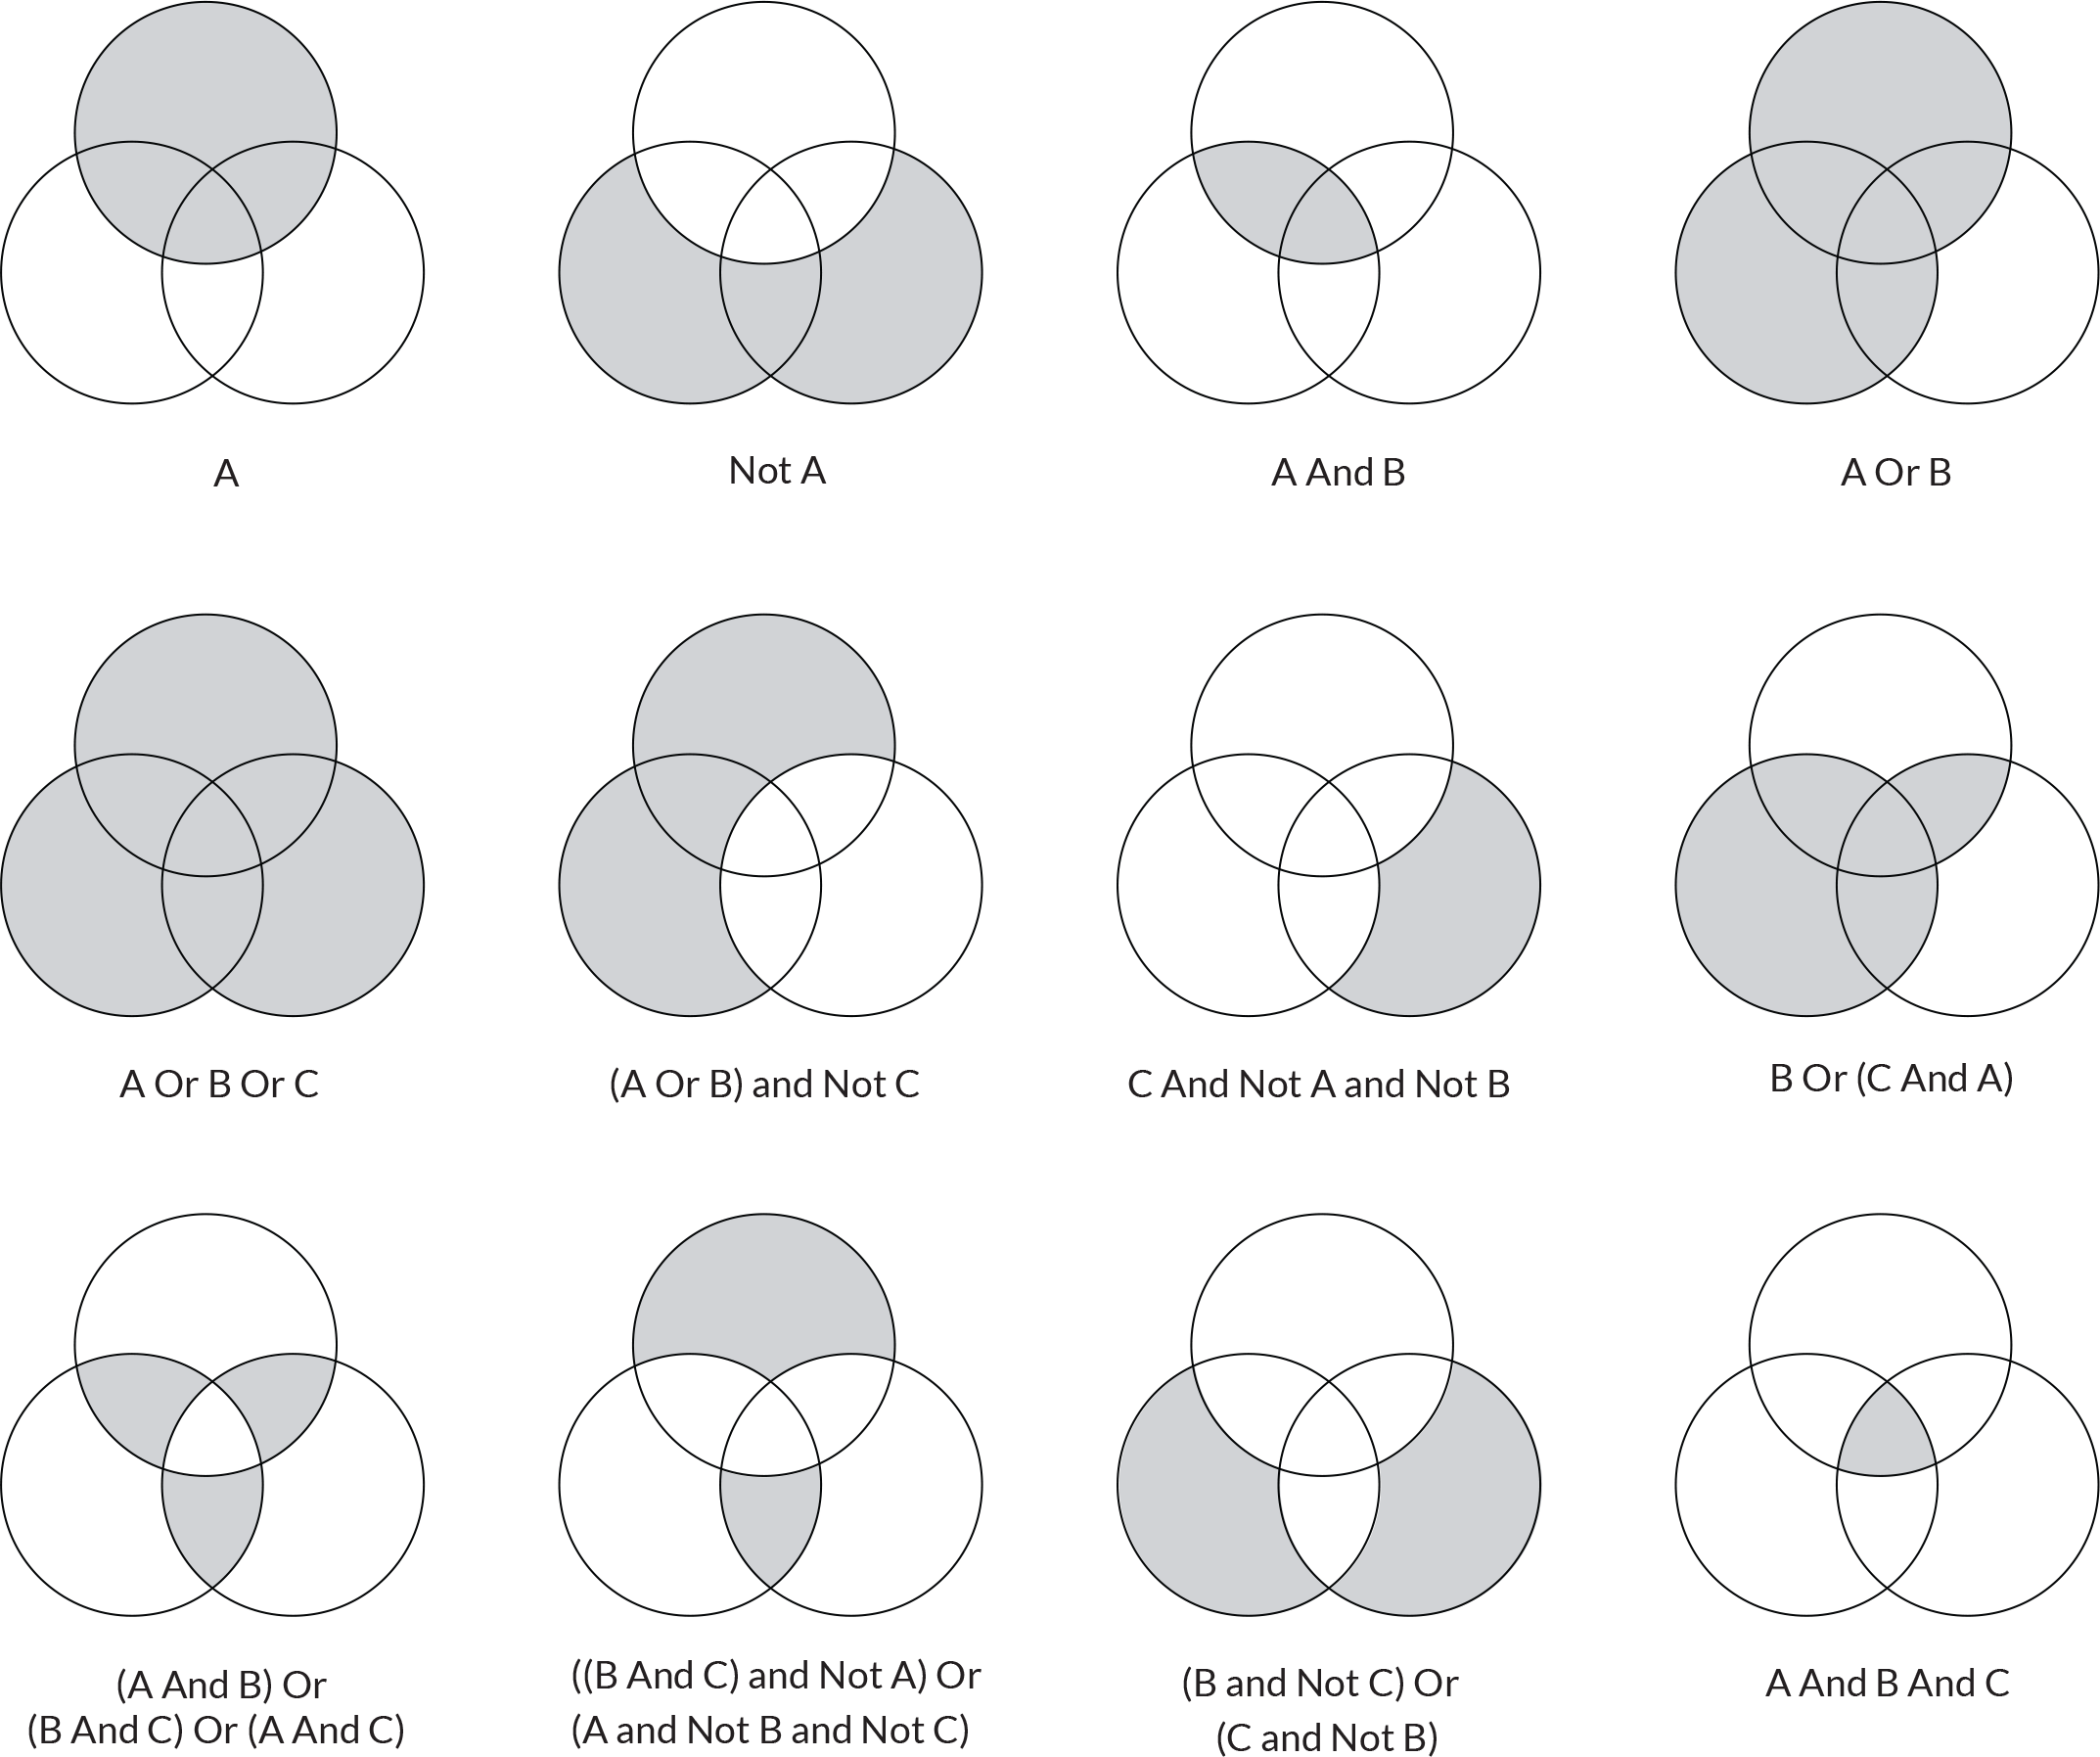 A
Not A
A And B
A Or B
A Or B Or C
(A Or B) and Not C
C And Not A and Not B
B Or (C And A)
(A And B) Or
(B And C) Or (A And C)
((B And C) and Not A) Or
(A and Not B and Not C)
(B and Not C) Or
(C and Not B)
A And B And C